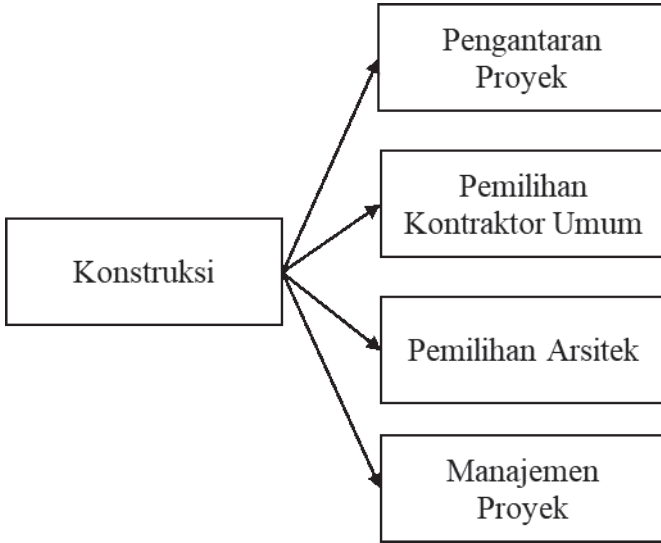 Pengantaran
Proyek
Pemilihan
Kontraktor Umum
Konstruksi
Pemilihan Arsitek
Manajemen
Proyek